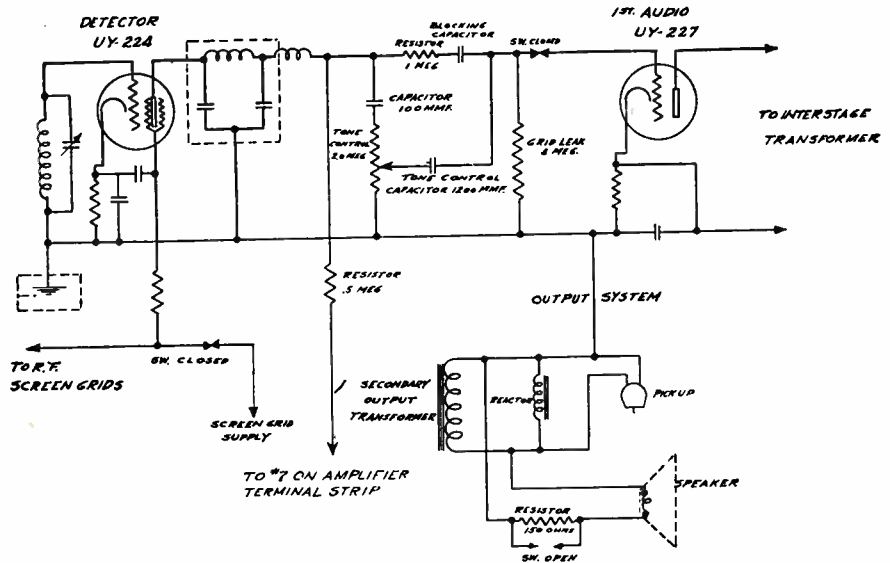 DETECTOR
UY-224
BLOCKING
CAPACITOR
RESISTOR
1 MEG
SW. CLOSED
1ST. AUDIO
UY-227
CAPACITOR
100 MMF.
TONE
CONTROL
2.0 MEG
TONE CONTROL
CAPACITOR 1200 MMF.
GRID LEAK
2 MEG.
TO INTERSTAGE
TRANSFORMER
RESISTOR
.5 MEG
OUTPUT SYSTEM
TO R.F.
SCREEN GRIDS
SW. CLOSED
SCREEN GRID
SUPPLY
SECONDARY
OUTPUT
TRANSFORMER
REACTOR
PICKUP
TO #7 ON AMPLIFIER
TERMINAL STRIP
SPEAKER
RESISTOR
150 OHMS
SW. OPEN